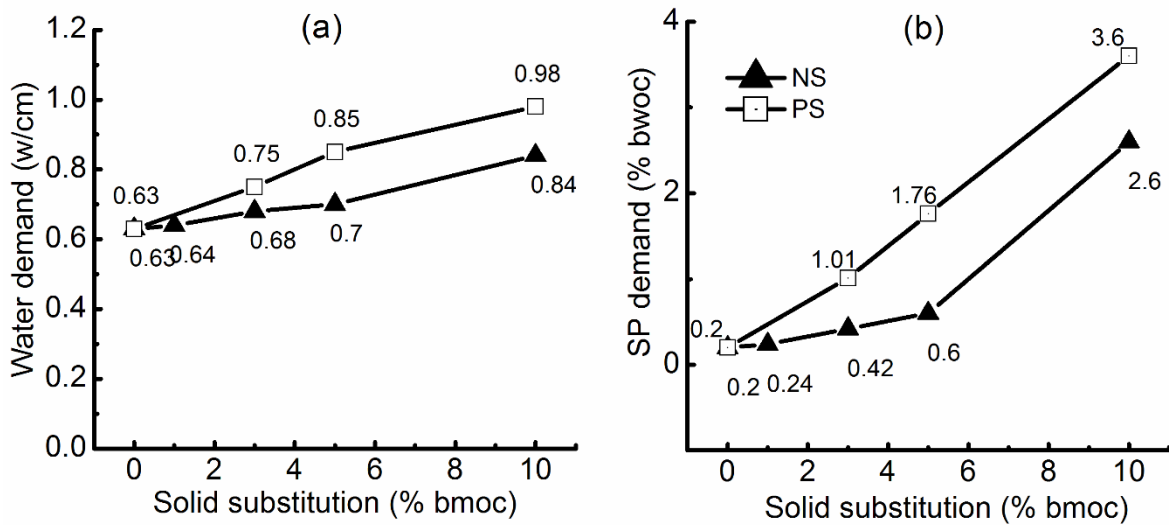 (a)
Water demand (w/cm)
1.2
1.0
0.8
0.6
0.4
0.2
0.0
0.63
0.75
0.85
0.98
0.63
0.64
0.68
0.7
0.84
0 2 4 6 8 10
Solid substitution (% bmoc)
(b)
SP demand (% bwoc)
4
2
0
NS
PS
0.2
1.01
1.76
3.6
0.2
0.24
0.42
0.6
2.6
0 2 4 6 8 10
Solid substitution (% bmoc)